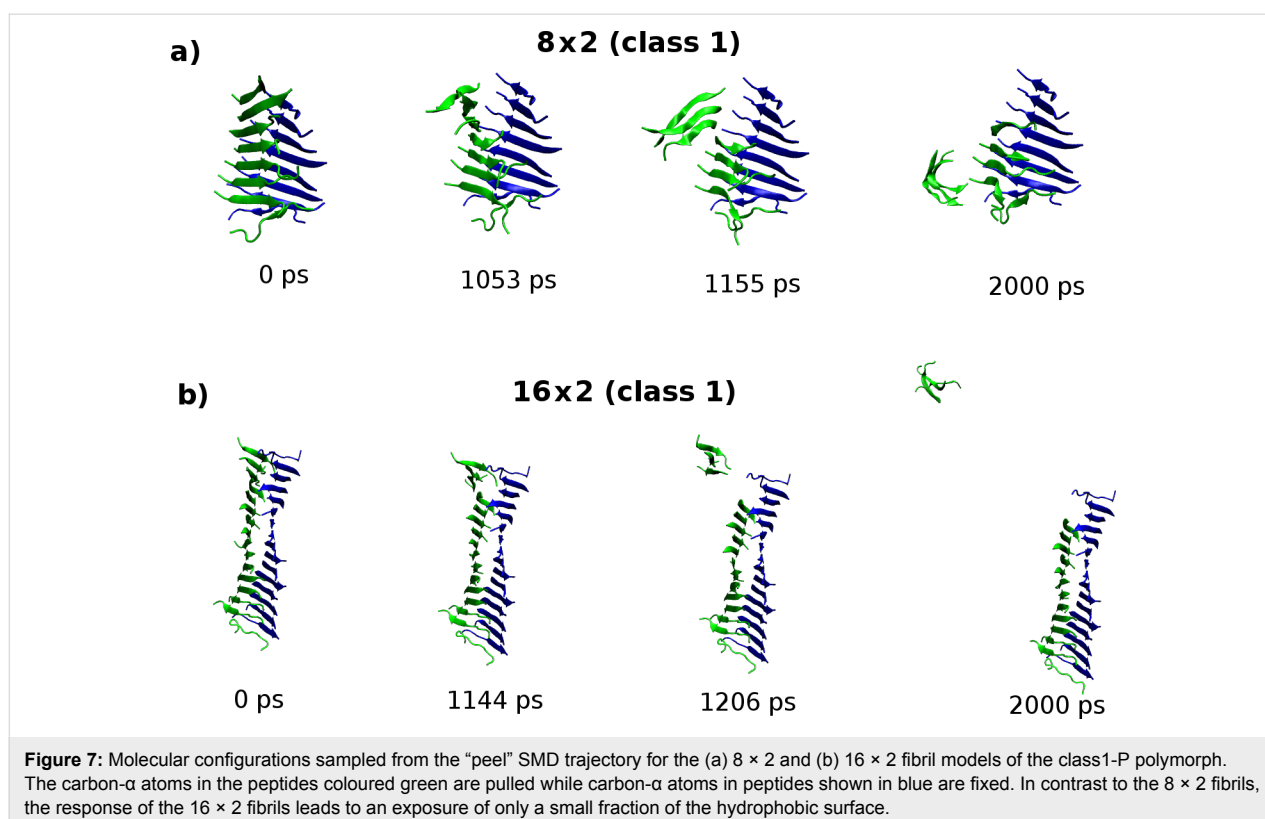 a)
8x2 (class 1)
0 ps
1053 ps
1155 ps
2000 ps
b)
16x2 (class 1)
0 ps
1144 ps
1206 ps
2000 ps
Figure 7: Molecular configurations sampled from the “peel” SMD trajectory for the (a) 8 × 2 and (b) 16 × 2 fibril models of the class1-P polymorph.
The carbon-α atoms in the peptides coloured green are pulled while carbon-α atoms in peptides shown in blue are fixed. In contrast to the 8 × 2 fibrils,
the response of the 16 × 2 fibrils leads to an exposure of only a small fraction of the hydrophobic surface.